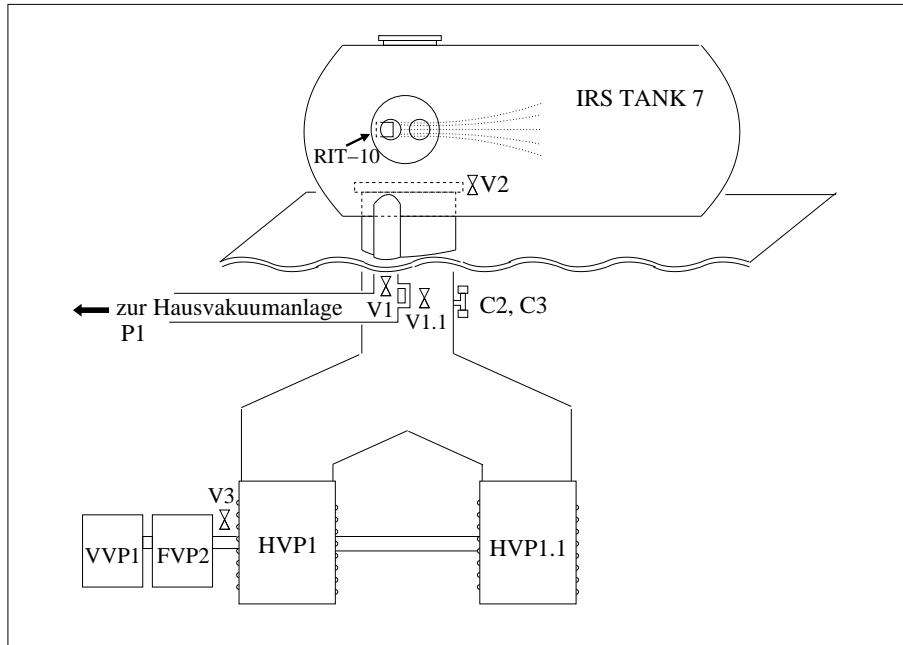 IRS TANK 7
RIT−10
V2
V1
V1.1
C2, C3
zur Hausvakuumanlage
P1
V3
VVP1
FVP2
HVP1
HVP1.1